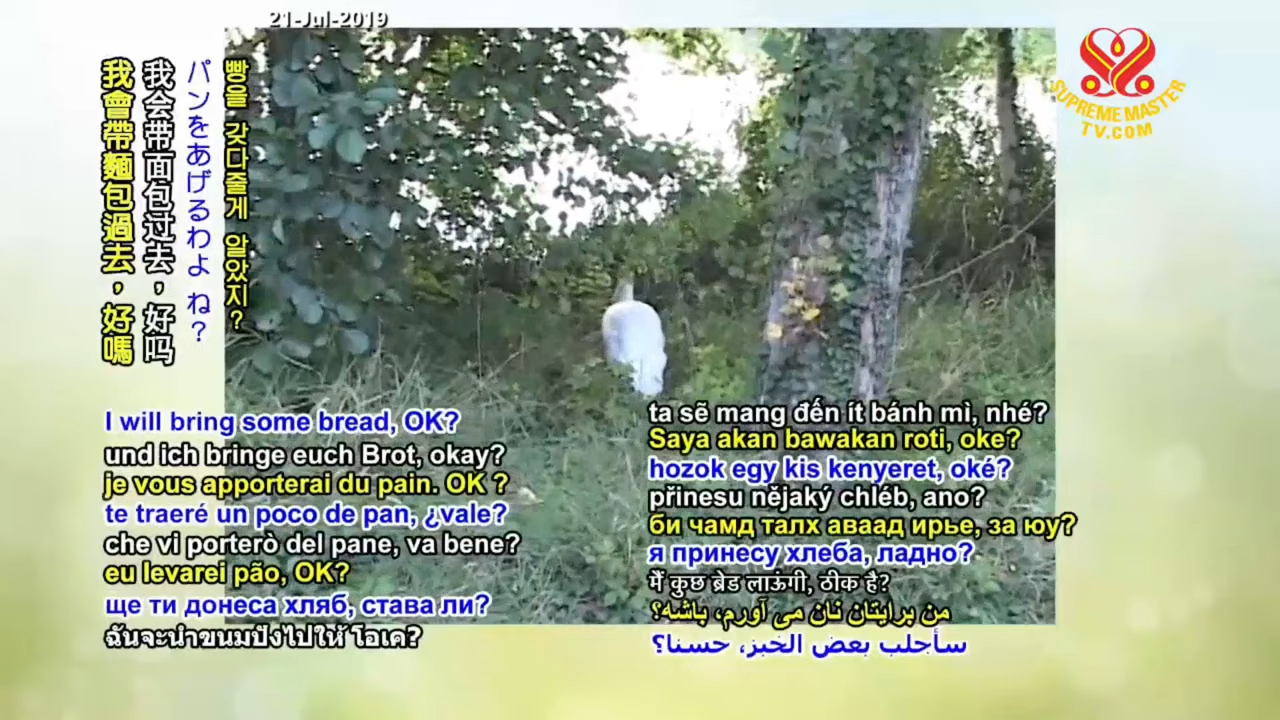 21-Jul-2019
SUPREME MASTER
TV.COM
我會帶麵包過去，好嗎
我会带面包过去，好吗
パンをあげるわよ ね？
빵을 갖다줄게 알았지？
I will bring some bread, OK?
und ich bringe euch Brot, okay?
je vous apporterai du pain. OK ?
te traeré un poco de pan, ¿vale?
che vi porterò del pane, va bene?
eu levarei pão, OK?
ще ти донеса хляб, става ли?
ฉันจะนำขนมปังไปให้ โอเค?
ta sẽ mang đến ít bánh mì, nhé?
Saya akan bawakan roti, oke?
hozok egy kis kenyeret, oké?
přinesu nějaký chléb, ano?
би чамд талх аваад ирье, за юу?
я принесу хлеба, ладно?
मैं कुछ ब्रेड लाऊंगी, ठीक है?
من برایتان نان می آورم، باشه؟
سأجلب بعض الخبز، حسنا؟